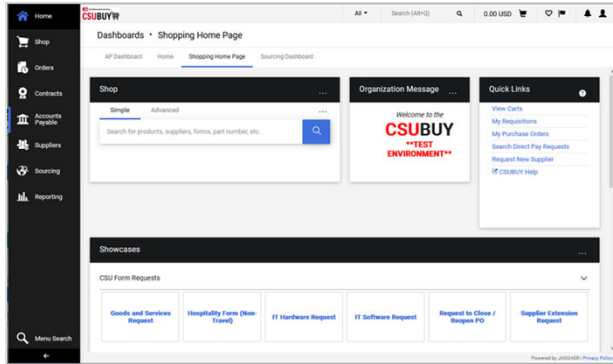 Home
CSUBUY
All
Search (Alt+Q)
0.00 USD
Dashboards • Shopping Home Page
AP Dashboard
Home
Shopping Home Page
Sourcing Dashboard
Shop
Orders
Contracts
Accounts
Payable
Suppliers
Sourcing
Reporting
Menu Search
Shop
...
Simple
Advanced
...
Search for products, suppliers, forms, part number, etc.
Organization Message
...
Welcome to the
CSUBUY
**TEST
ENVIRONMENT**
Quick Links
View Carts
My Requisitions
My Purchase Orders
Search Direct Pay Requests
Request New Supplier
CSUBUY Help
Showcases
...
CSU Form Requests
Goods and Services
Request
Hospitality Form (Non-
Travel)
IT Hardware Request
IT Software Request
Request to Close /
Reopen PO
Supplier Extension
Request
Powered by JAGGAER | Privacy Policy